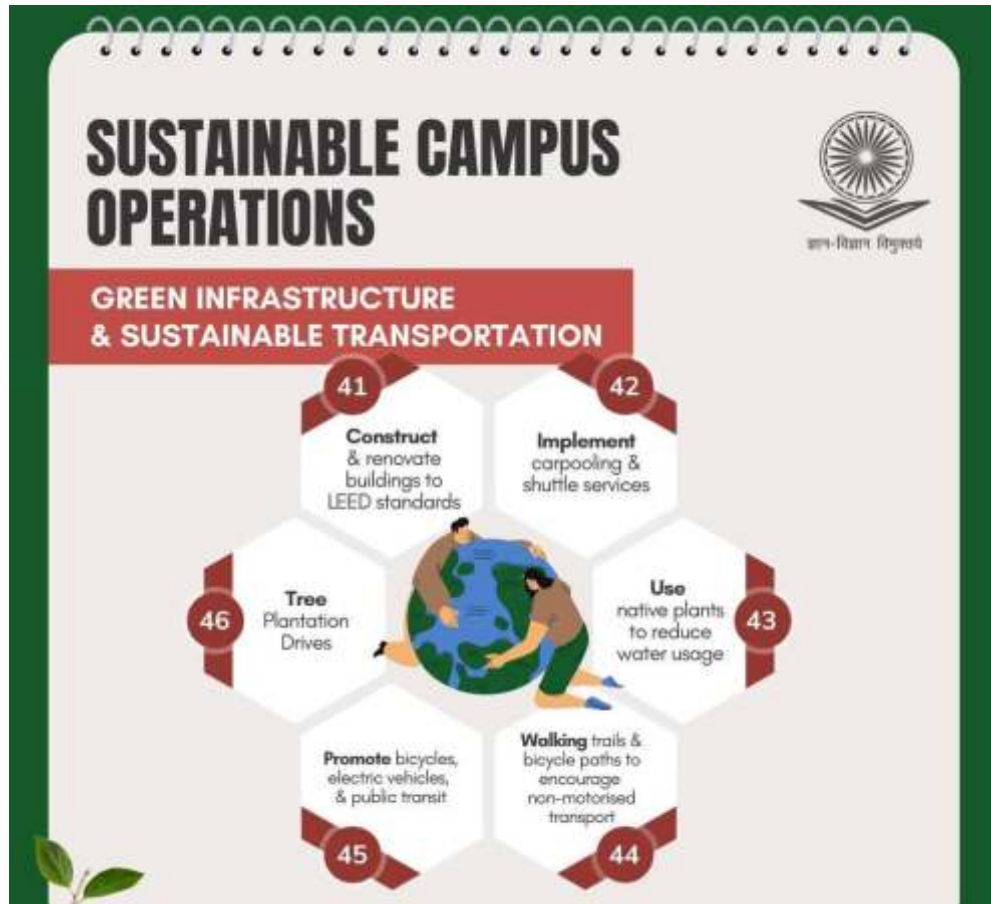 SUSTAINABLE CAMPUS
OPERATIONS
ज्ञान-विज्ञान विमुक्तये
GREEN INFRASTRUCTURE
& SUSTAINABLE TRANSPORTATION
41
Construct
& renovate
buildings to
LEED standards
42
Implement
carpooling &
shuttle services
Use
native plants
to reduce
water usage
43
Walking trails &
bicycle paths to
encourage
non-motorised
transport
44
Promote bicycles,
electric vehicles,
& public transit
45
46
Tree
Plantation
Drives